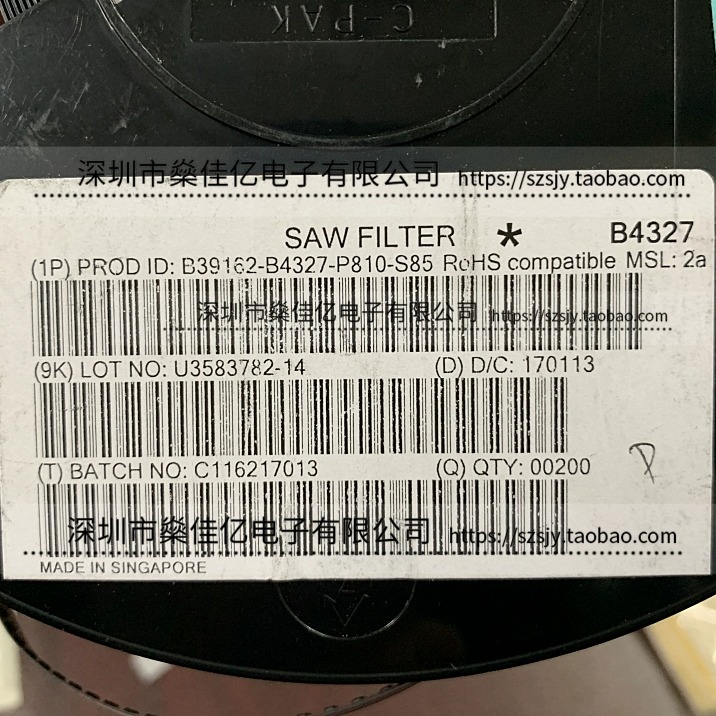 C-PAK
深圳市燊佳亿电子有限公司 https://szsjy.taobao.com
SAW FILTER * B4327
(1P) PROD ID: B39162-B4327-P810-S85 RoHS compatible MSL: 2a
深圳市燊佳亿电子有限公司 https://szsjy.taobao.com
(9K) LOT NO: U3583782-14 (D) D/C: 170113
(T) BATCH NO: C116217013 (Q) QTY: 00200
深圳市燊佳亿电子有限公司 https://szsjy.taobao.com
MADE IN SINGAPORE